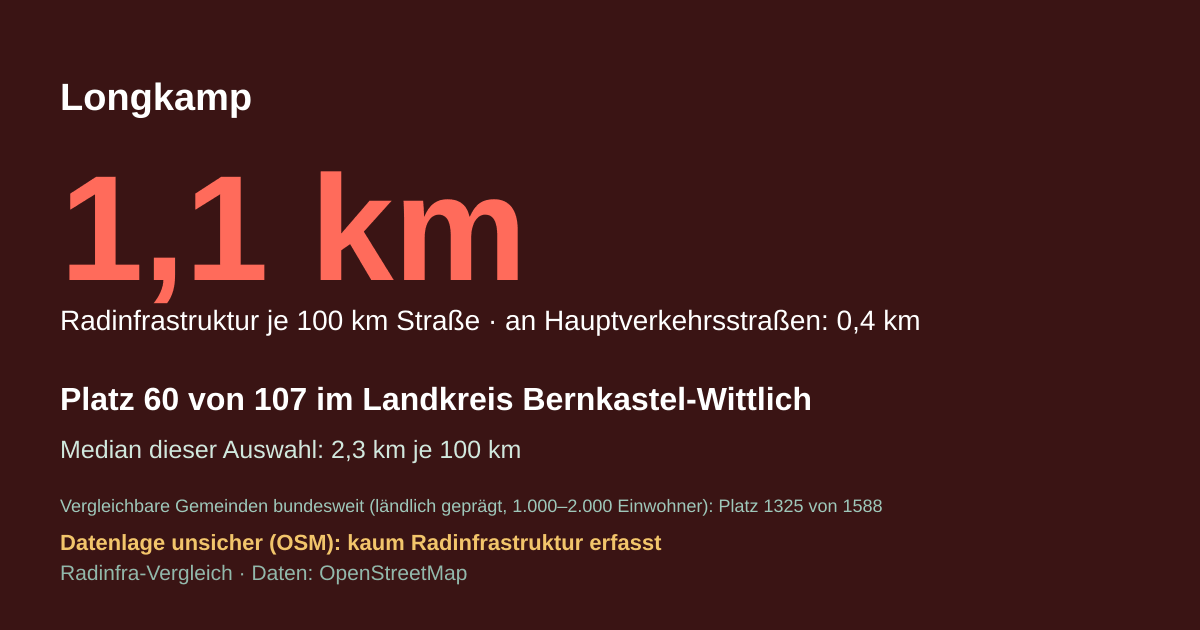 Longkamp
1,1 km
Radinfrastruktur je 100 km Straße · an Hauptverkehrsstraßen: 0,4 km
Platz 60 von 107 im Landkreis Bernkastel-Wittlich
Median dieser Auswahl: 2,3 km je 100 km
Vergleichbare Gemeinden bundesweit (ländlich geprägt, 1.000–2.000 Einwohner): Platz 1325 von 1588
Datenlage unsicher (OSM): kaum Radinfrastruktur erfasst
Radinfra-Vergleich · Daten: OpenStreetMap